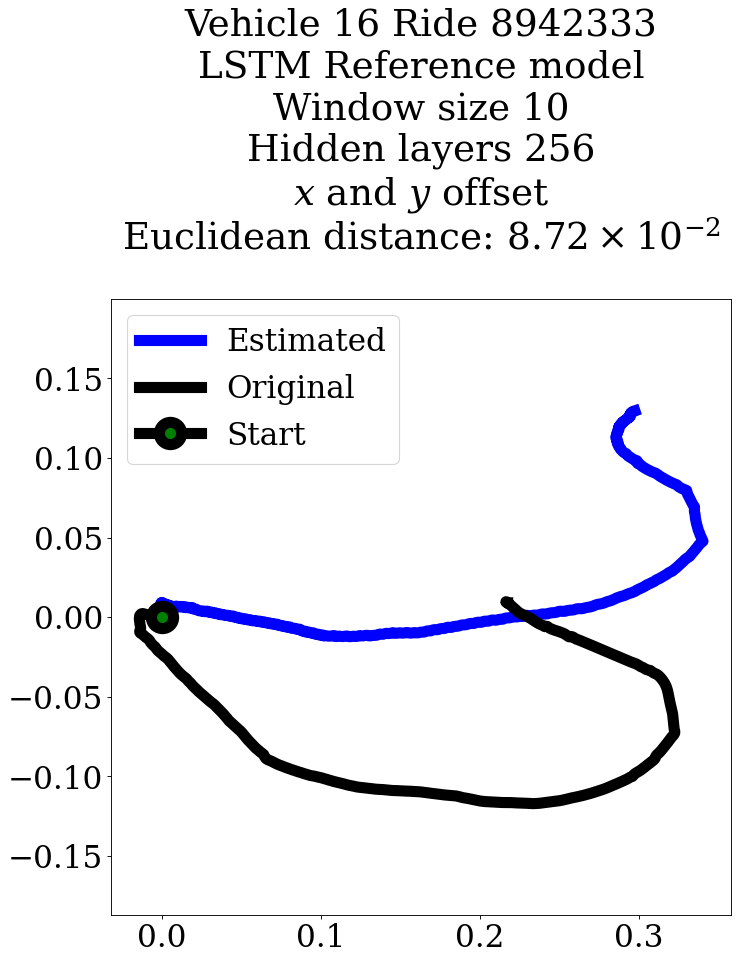 Vehicle 16 Ride 8942333
LSTM Reference model
Window size 10
Hidden layers 256
x and y offset
Euclidean distance: 8.72 × 10⁻²
Estimated
Original
Start
0.15
0.10
0.05
0.00
−0.05
−0.10
−0.15
0.0 0.1 0.2 0.3